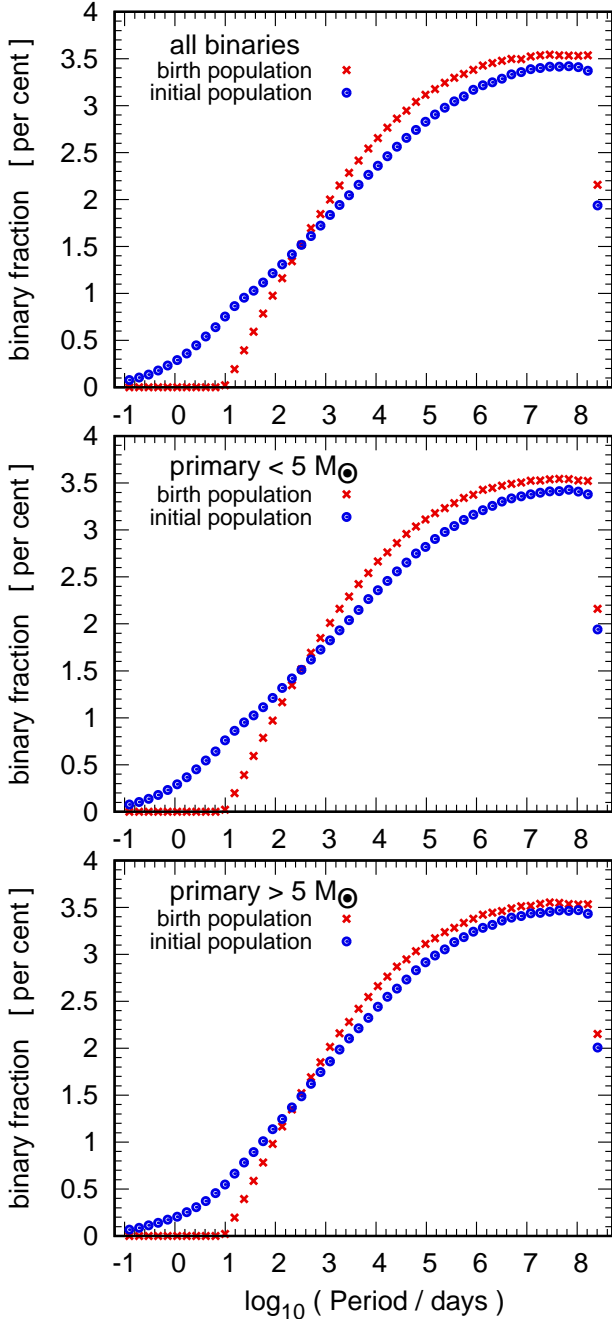 all binaries
birth population
initial population
binary fraction [ per cent ]
4
3.5
3
2.5
2
1.5
1
0.5
0
-1 0 1 2 3 4 5 6 7 8
primary < 5 M☉
birth population
initial population
binary fraction [ per cent ]
4
3.5
3
2.5
2
1.5
1
0.5
0
-1 0 1 2 3 4 5 6 7 8
primary > 5 M☉
birth population
initial population
binary fraction [ per cent ]
4
3.5
3
2.5
2
1.5
1
0.5
0
-1 0 1 2 3 4 5 6 7 8
log10 ( Period / days )